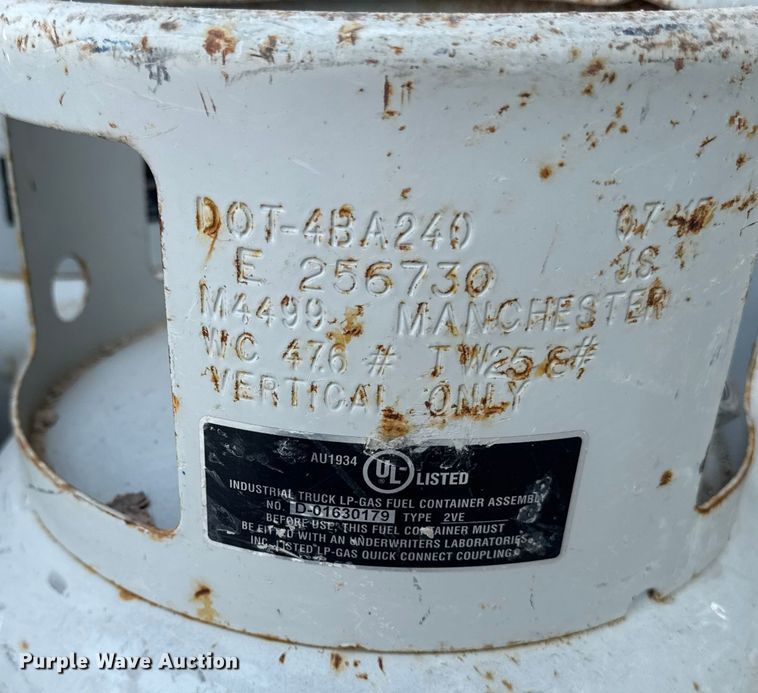 DOT-4BA240
JS
E 256730
M4499 MANCHESTER
WC 47.6 # TW25.8#
VERTICAL ONLY
AU1934 UL LISTED
INDUSTRIAL TRUCK LP-GAS FUEL CONTAINER ASSEMBLY
NO. D-01630179 TYPE 2VE
BEFORE USE, THIS FUEL CONTAINER MUST
BE FITTED WITH AN UNDERWRITERS LABORATORIES
INC. LISTED LP-GAS QUICK CONNECT COUPLING.
Purple Wave Auction